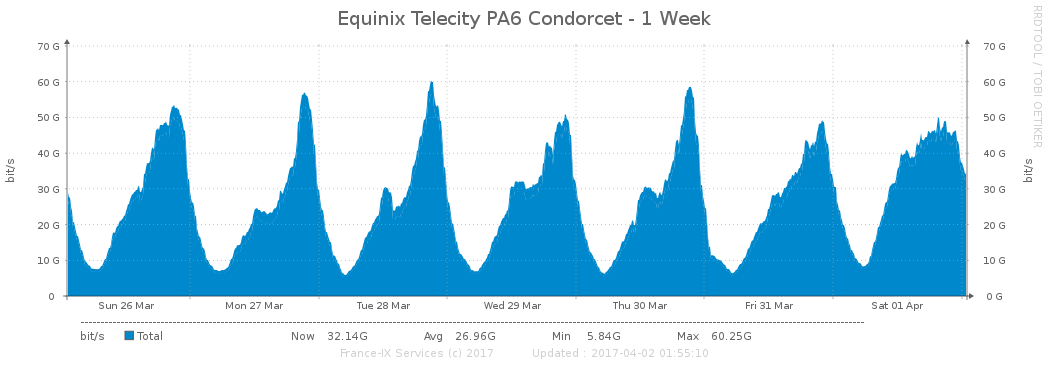 Equinix Telecity PA6 Condorcet - 1 Week
RRDTOOL / TOBI OETIKER
bit/s
70 G 70 G
60 G 60 G
50 G 50 G
40 G 40 G
30 G 30 G
20 G 20 G
10 G 10 G
0 0 G
bit/s
Sun 26 Mar Mon 27 Mar Tue 28 Mar Wed 29 Mar Thu 30 Mar Fri 31 Mar Sat 01 Apr
bit/s Total Now 32.14G Avg 26.96G Min 5.84G Max 60.25G
France-IX Services (c) 2017 Updated : 2017-04-02 01:55:10